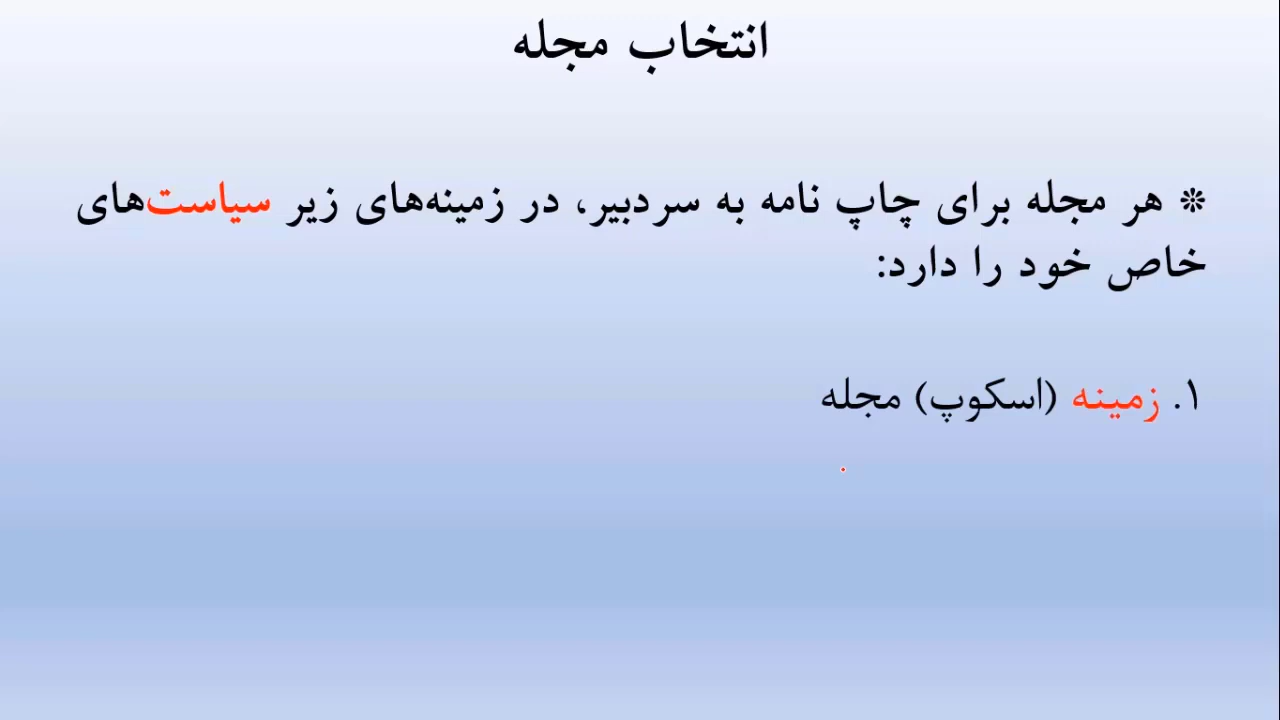 انتخاب مجله
❊ هر مجله برای چاپ نامه به سردبیر، در زمینه‌های زیر سیاست‌های
خاص خود را دارد:
۱. زمینه (اسکوپ) مجله